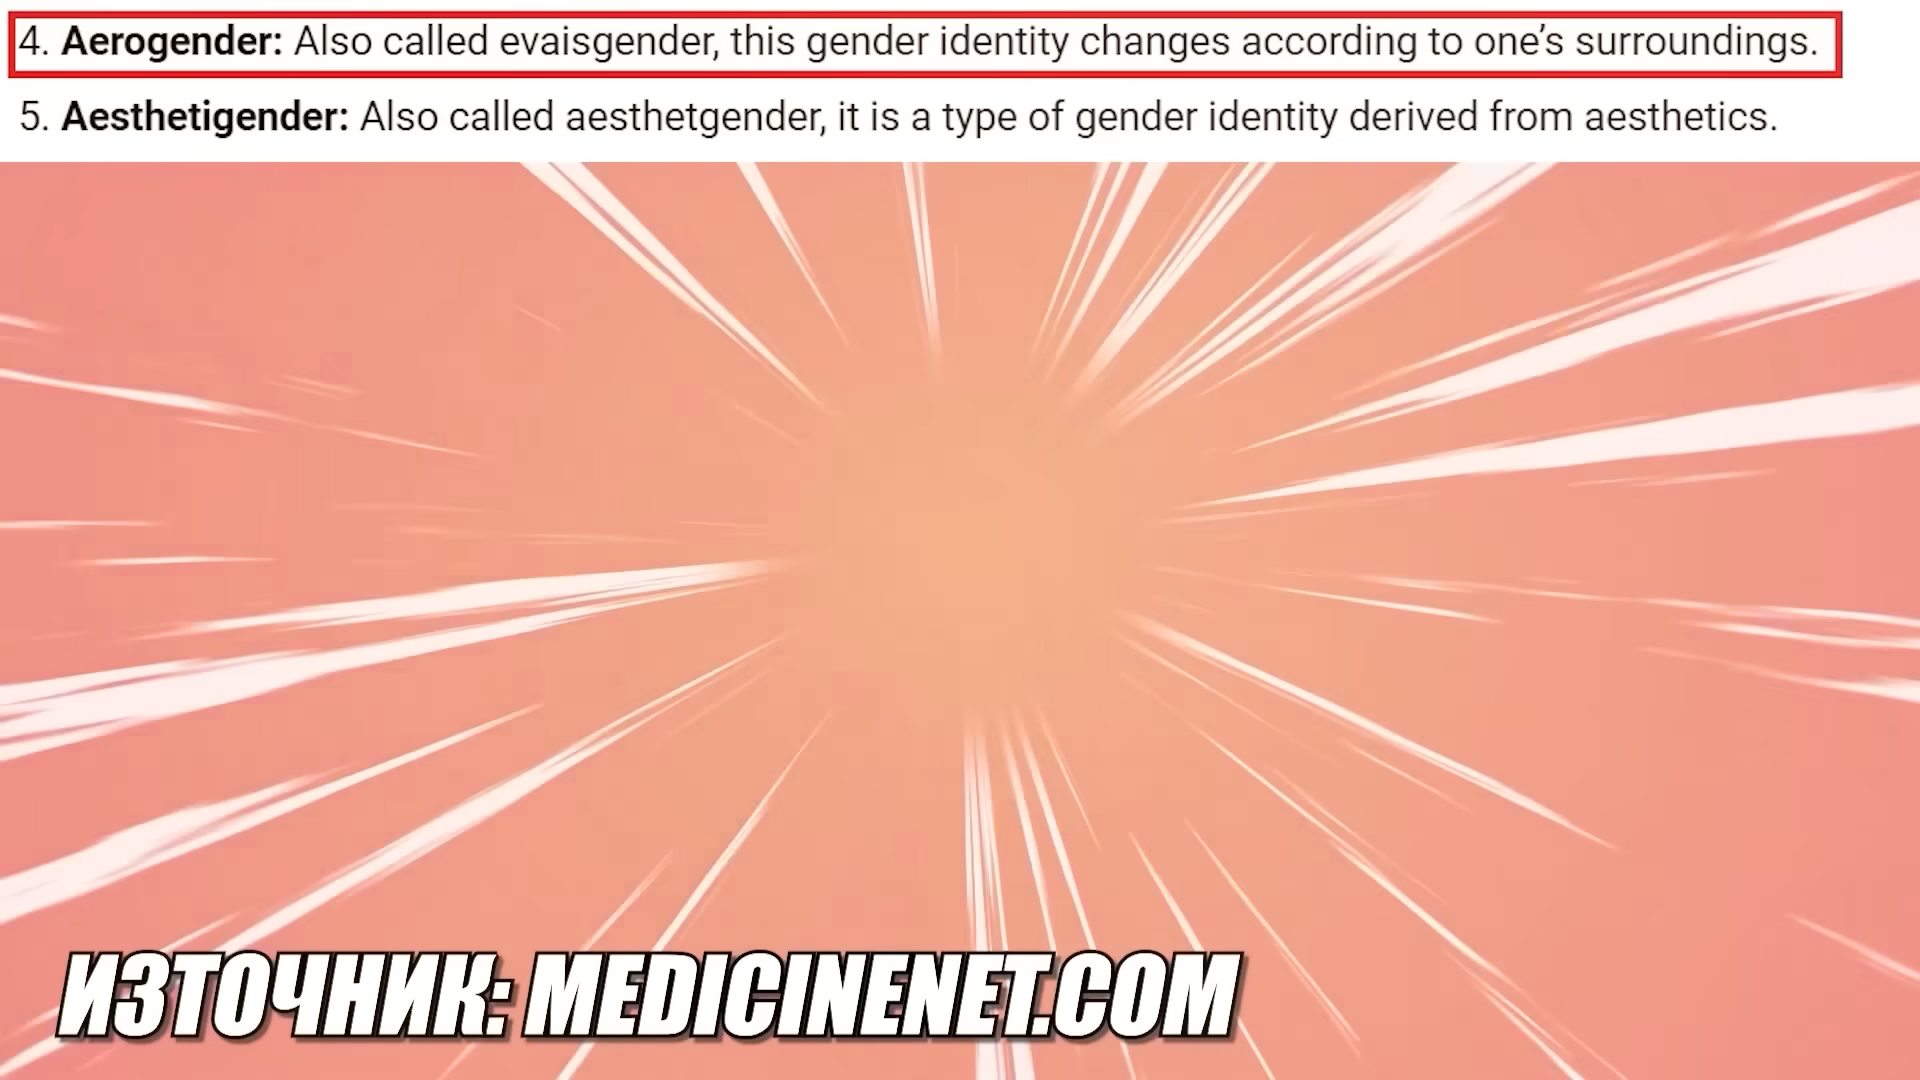 4. Aerogender: Also called evaisgender, this gender identity changes according to one’s surroundings.
5. Aesthetigender: Also called aesthetgender, it is a type of gender identity derived from aesthetics.
ИЗТОЧНИК: MEDICINENET.COM